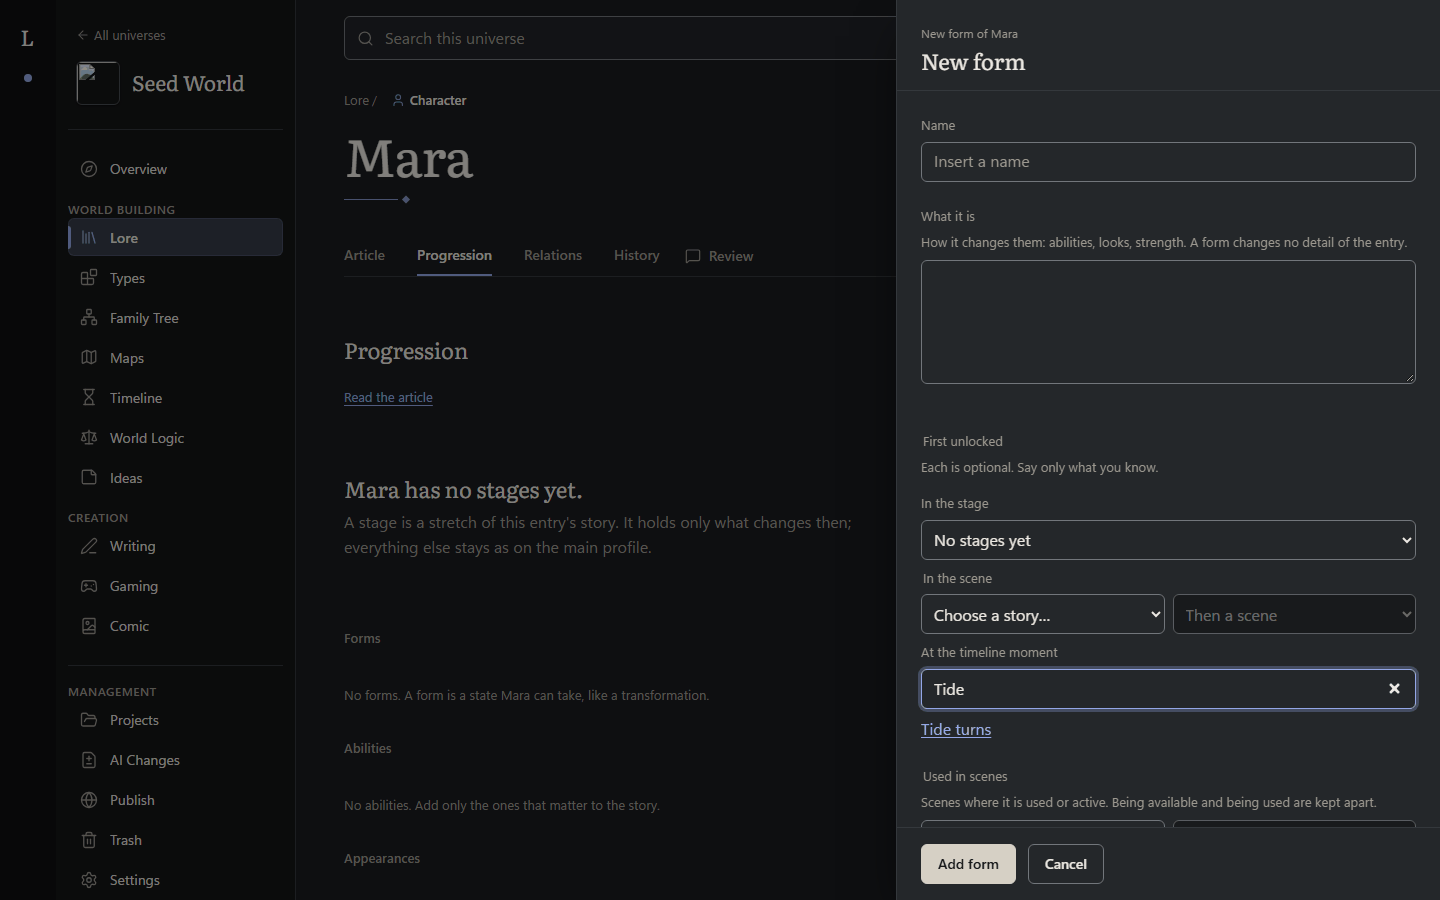 L
All universes
Seed World
Overview
WORLD BUILDING
Lore
Types
Family Tree
Maps
Timeline
World Logic
Ideas
CREATION
Writing
Gaming
Comic
MANAGEMENT
Projects
AI Changes
Publish
Trash
Settings
Search this universe
Lore / Character
Mara
Article Progression Relations History Review
Progression
Read the article
Mara has no stages yet.
A stage is a stretch of this entry's story. It holds only what changes then;
everything else stays as on the main profile.
Forms
No forms. A form is a state Mara can take, like a transformation.
Abilities
No abilities. Add only the ones that matter to the story.
Appearances
New form of Mara
New form
Name
Insert a name
What it is
How it changes them: abilities, looks, strength. A form changes no detail of the entry.
First unlocked
Each is optional. Say only what you know.
In the stage
No stages yet
In the scene
Choose a story... Then a scene
At the timeline moment
Tide
Tide turns
Used in scenes
Scenes where it is used or active. Being available and being used are kept apart.
Add form Cancel